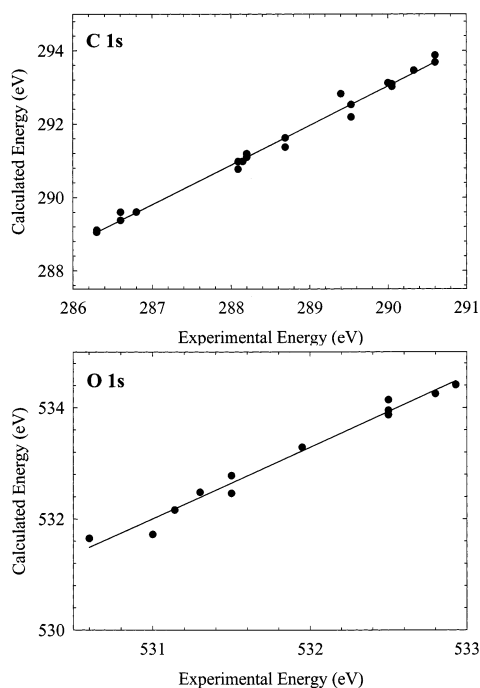 C 1s
294
292
290
288
Calculated Energy (eV)
286 287 288 289 290 291
Experimental Energy (eV)
O 1s
534
532
530
Calculated Energy (eV)
531 532 533
Experimental Energy (eV)